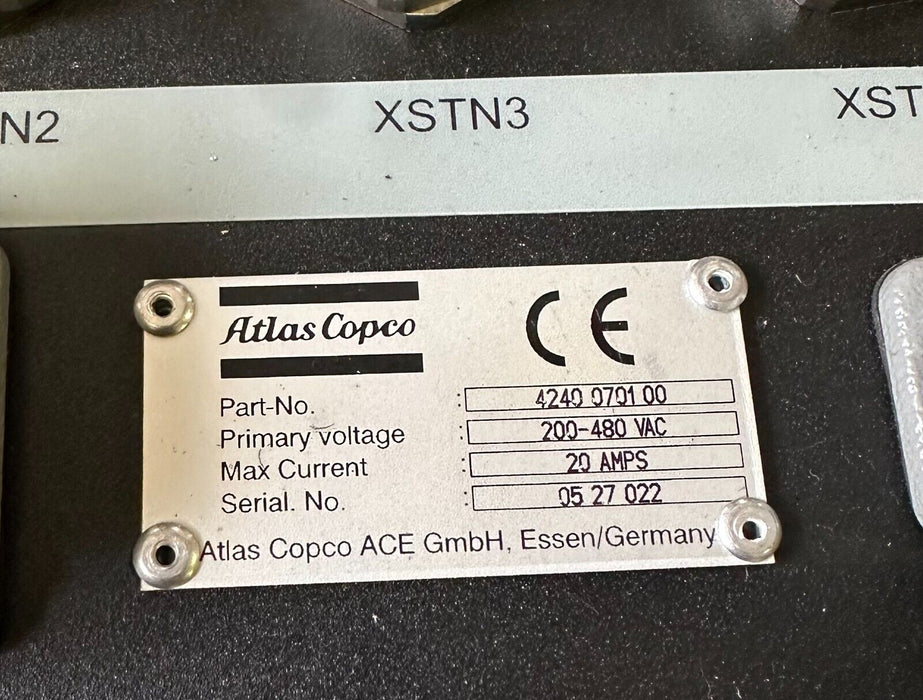 N2 XSTN3 XST
Atlas Copco CE
Part-No. : 4240 0701 00
Primary voltage : 200-480 VAC
Max Current : 20 AMPS
Serial. No. : 05 27 022
Atlas Copco ACE GmbH, Essen/Germany